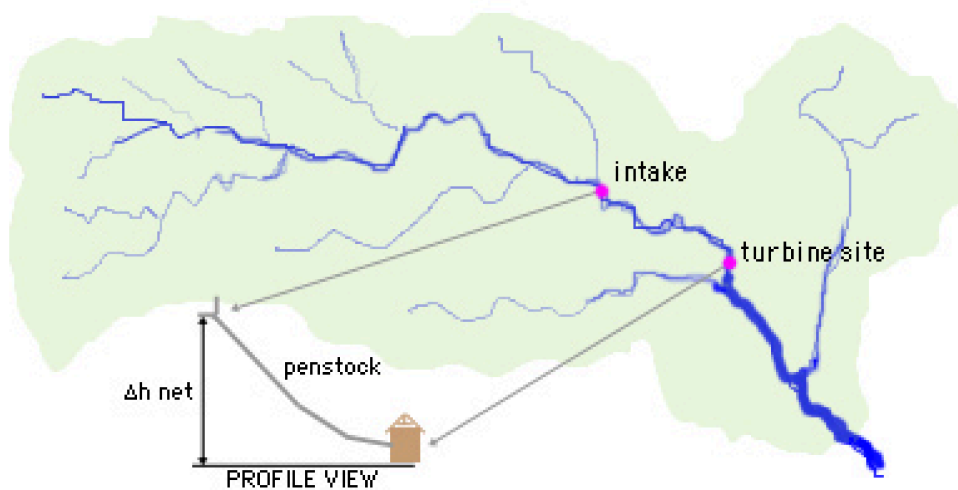 intake
turbine site
penstock
Δh net
PROFILE VIEW